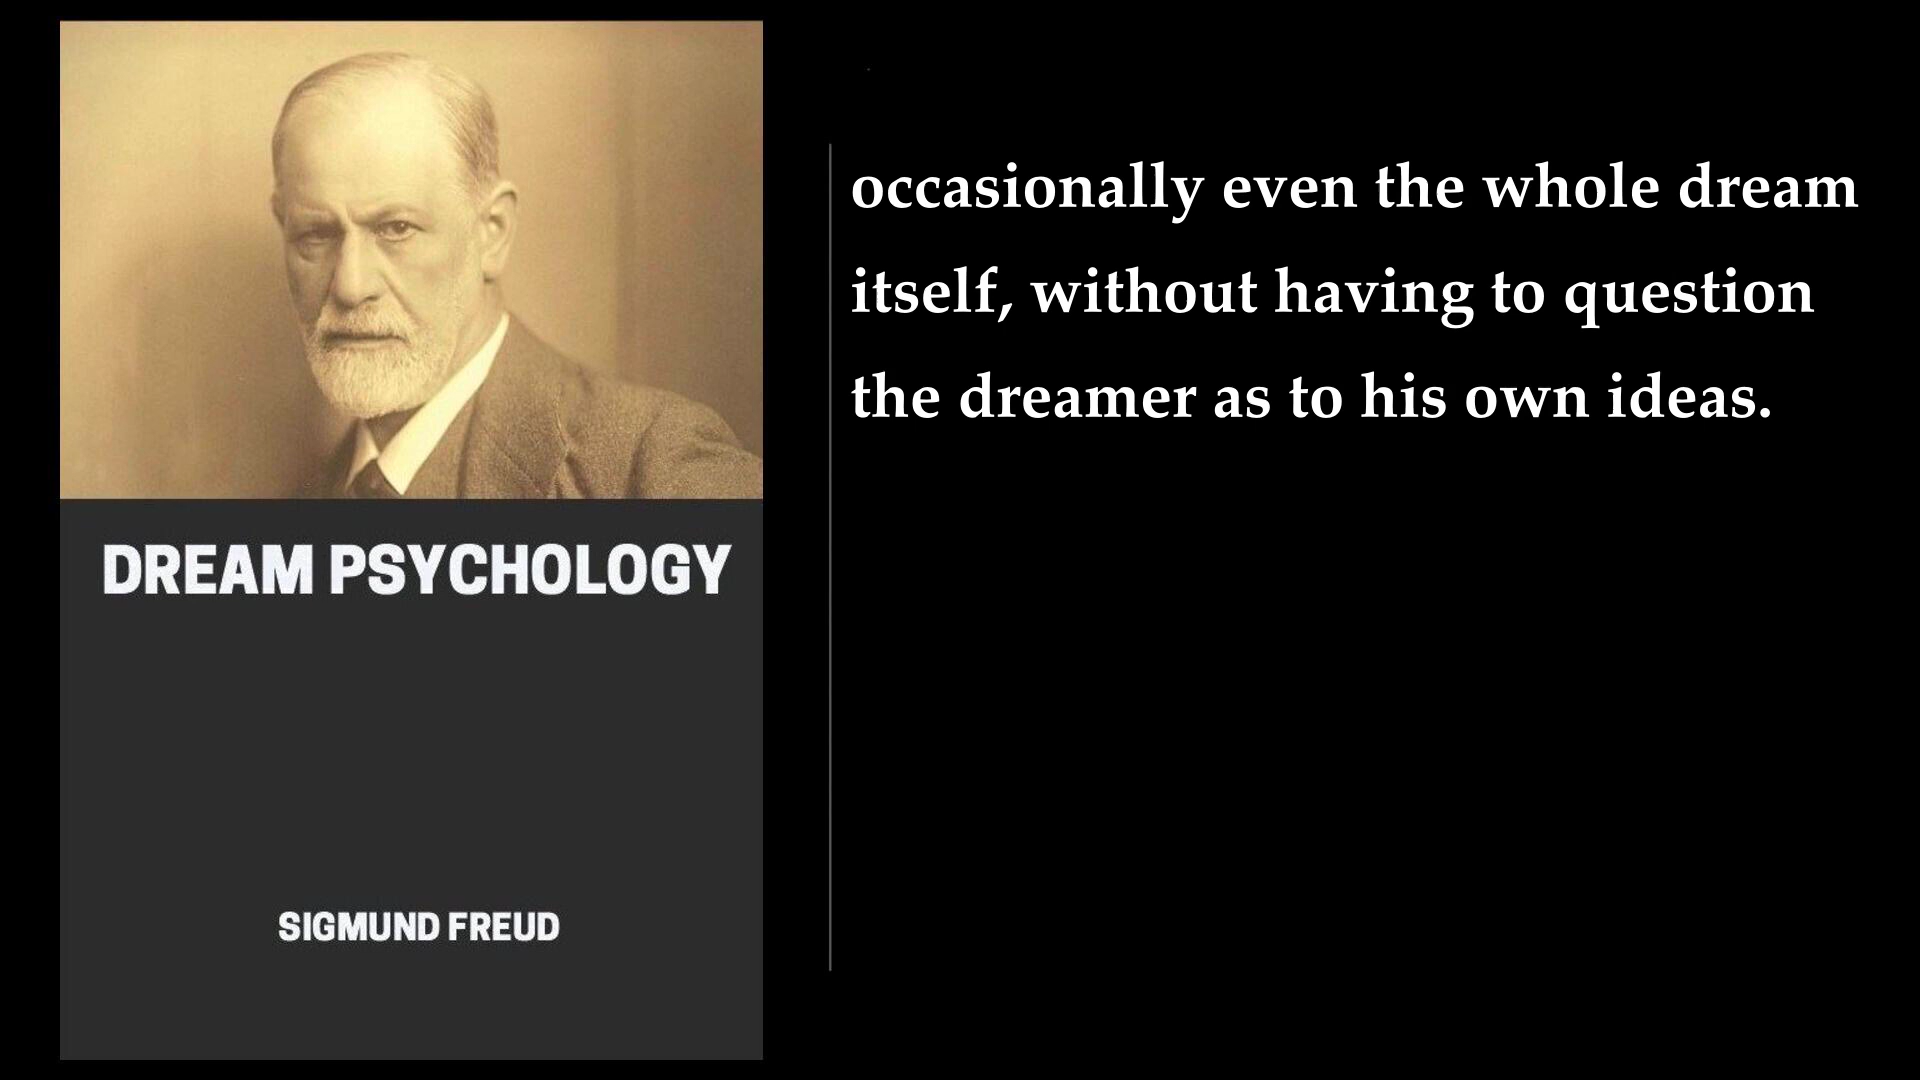 DREAM PSYCHOLOGY
SIGMUND FREUD
occasionally even the whole dream
itself, without having to question
the dreamer as to his own ideas.